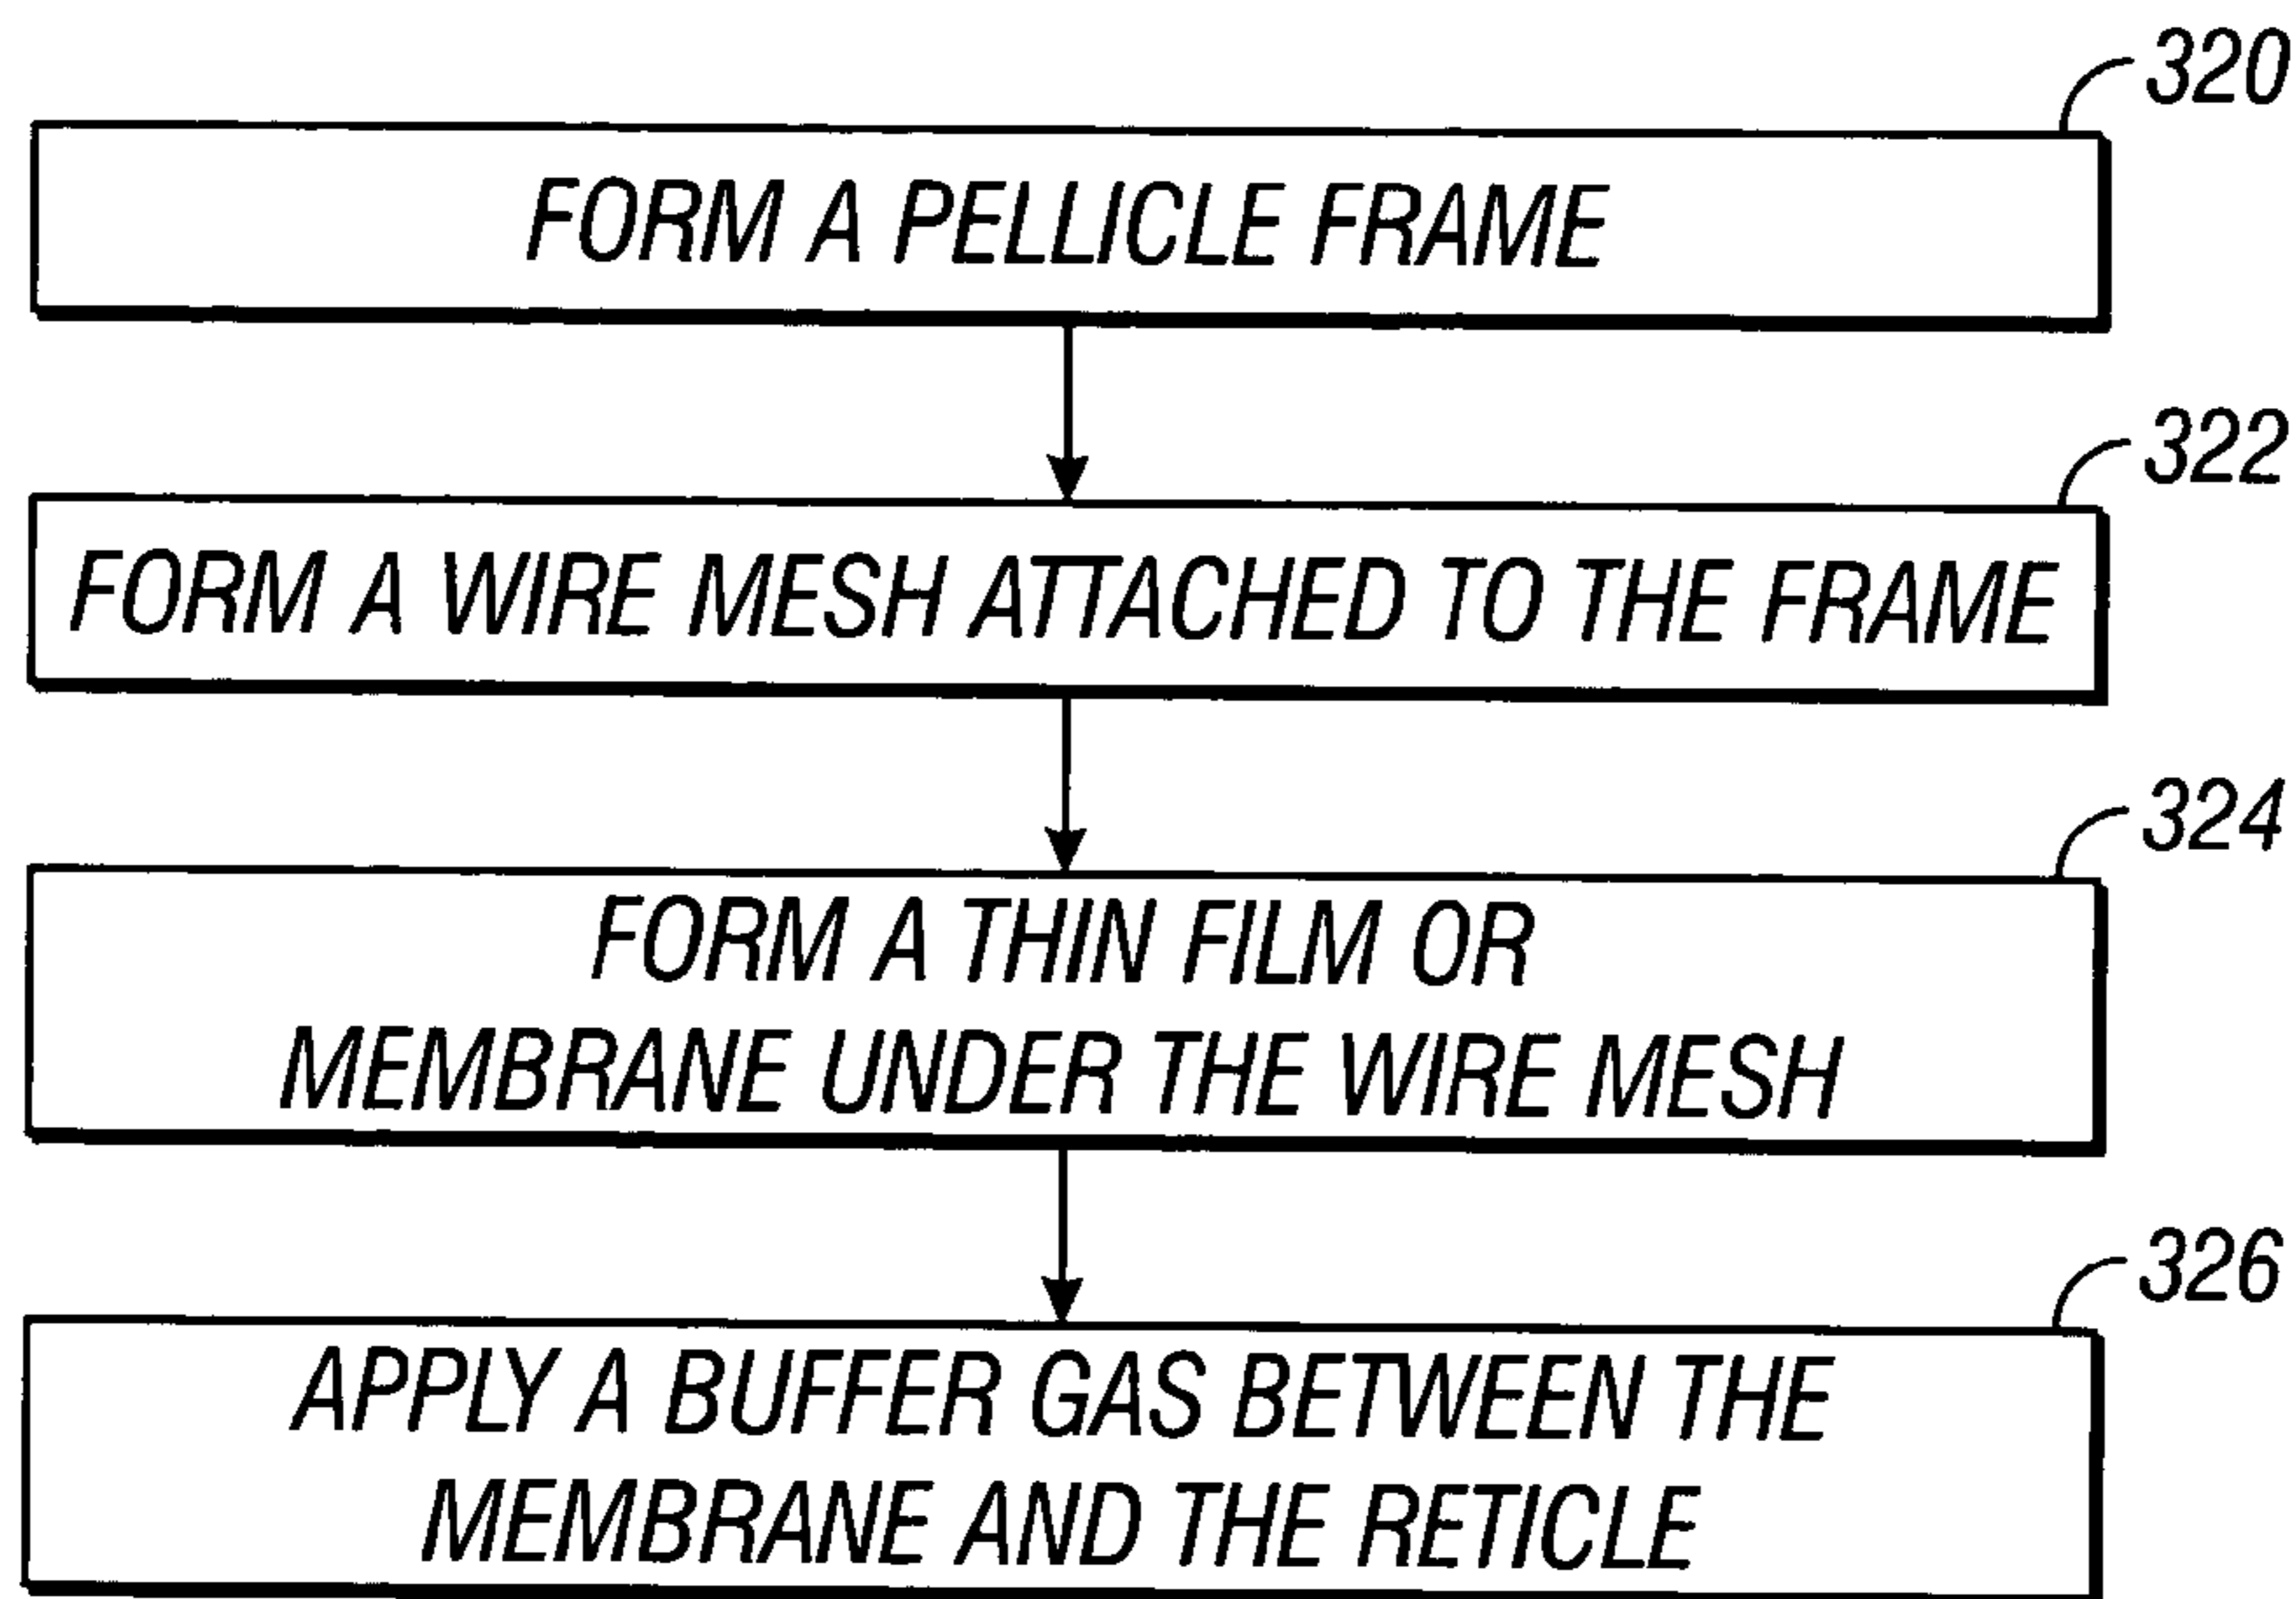 320
FORM A PELLICLE FRAME
322
FORM A WIRE MESH ATTACHED TO THE FRAME
324
FORM A THIN FILM OR
MEMBRANE UNDER THE WIRE MESH
326
APPLY A BUFFER GAS BETWEEN THE
MEMBRANE AND THE RETICLE